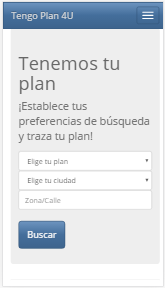 Tengo Plan 4U
Tenemos tu
plan
¡Establece tus
preferencias de búsqueda
y traza tu plan!
Elige tu plan
Elige tu ciudad
Zona/Calle
Buscar